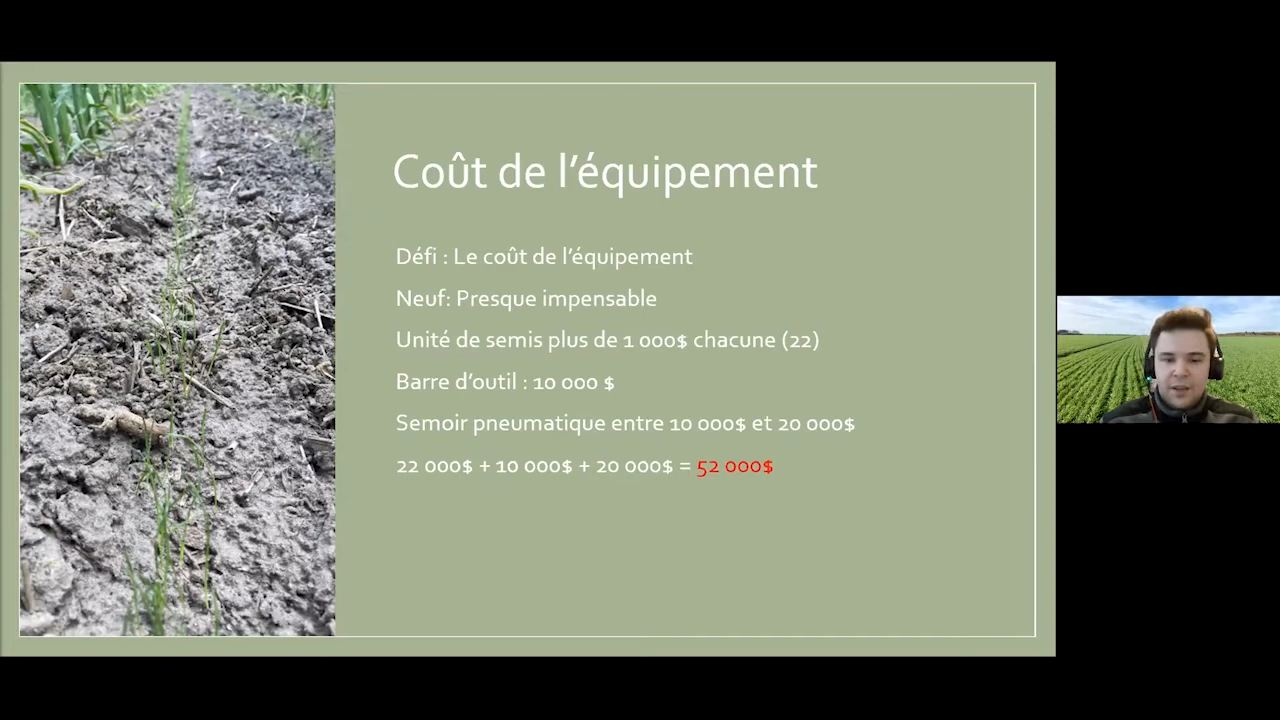 Coût de l’équipement
Défi : Le coût de l’équipement
Neuf: Presque impensable
Unité de semis plus de 1 000$ chacune (22)
Barre d’outil : 10 000 $
Semoir pneumatique entre 10 000$ et 20 000$
22 000$ + 10 000$ + 20 000$ = 52 000$